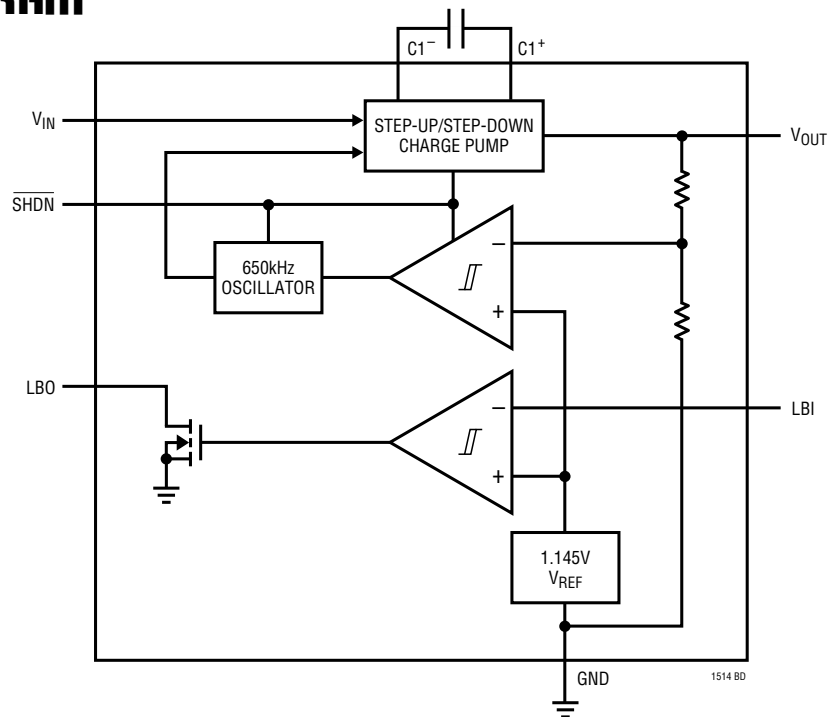 C1⁻ C1⁺
V_IN
STEP-UP/STEP-DOWN
CHARGE PUMP
V_OUT
SHDN
650kHz
OSCILLATOR
−
+
LBO
−
LBI
+
1.145V
V_REF
GND
1514 BD